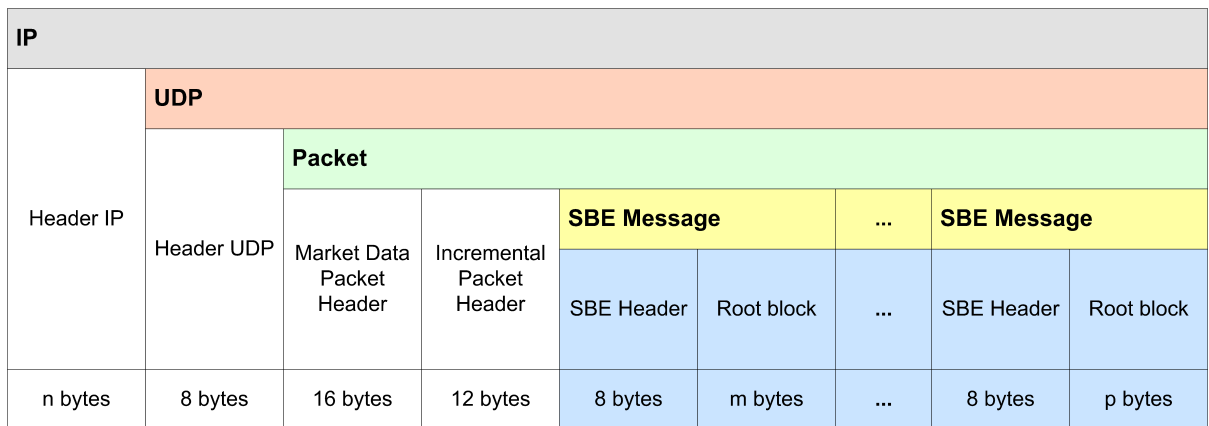 IP
UDP
Packet
Header IP
Header UDP
Market Data
Packet
Header
Incremental
Packet
Header
SBE Message
...
SBE Message
SBE Header
Root block
...
SBE Header
Root block
n bytes
8 bytes
16 bytes
12 bytes
8 bytes
m bytes
...
8 bytes
p bytes